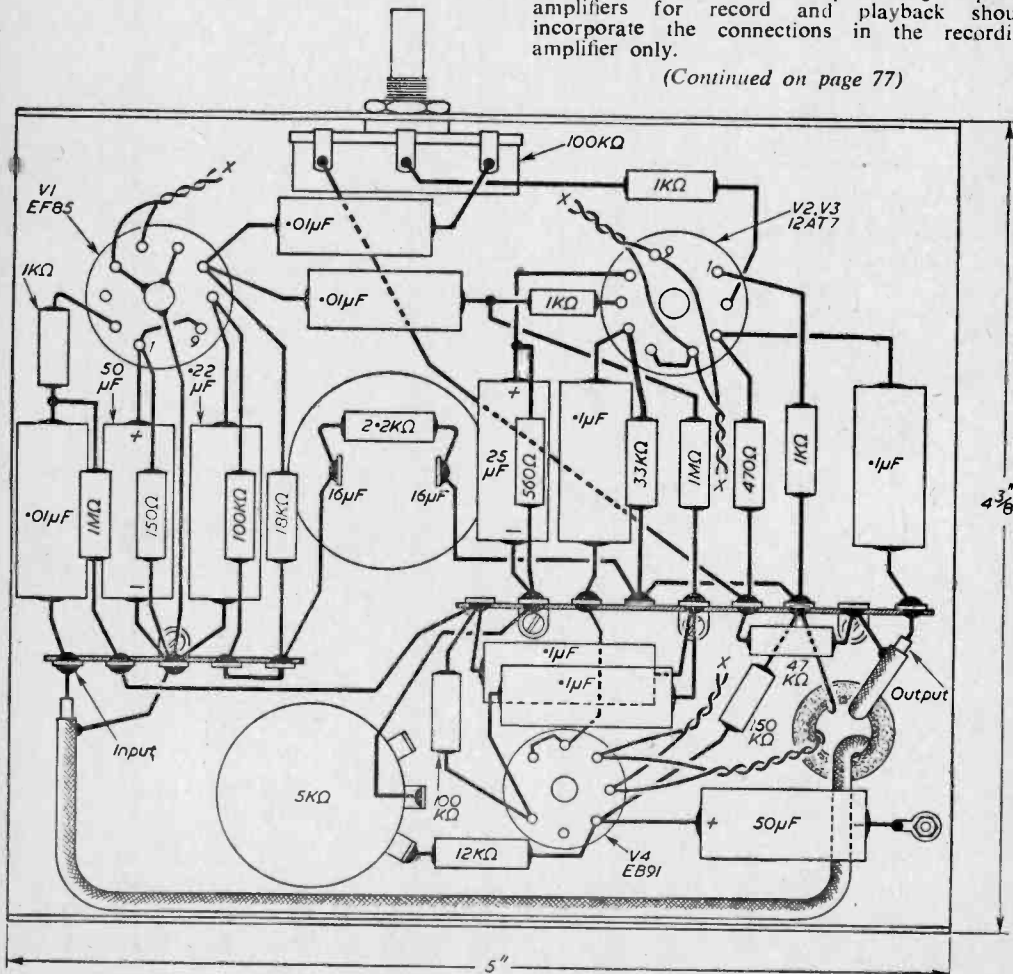 amplifiers for record and playback shou
incorporate the connections in the recordi
amplifier only.
(Continued on page 77)
100KΩ
V1
EF85
X
1KΩ
X
V2,V3
12AT7
·01µF
9
1
1KΩ
·01µF
1KΩ
1
9
50
µF
·22
µF
2·2KΩ
16µF
16µF
+
·01µF
1MΩ
150Ω
100KΩ
18KΩ
+
25
µF
560Ω
·1µF
33KΩ
1MΩ
470Ω
X
1KΩ
·1µF
4 3/8"
Input
·1µF
·1µF
X
47
KΩ
150
KΩ
Output
5KΩ
100
KΩ
12KΩ
V4
EB91
+
50µF
5"